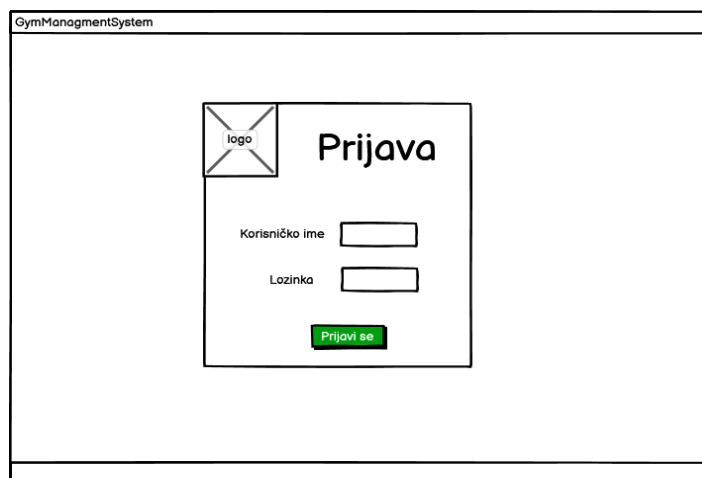 GymManagmentSystem
logo
Prijava
Korisničko ime
Lozinka
Prijavi se